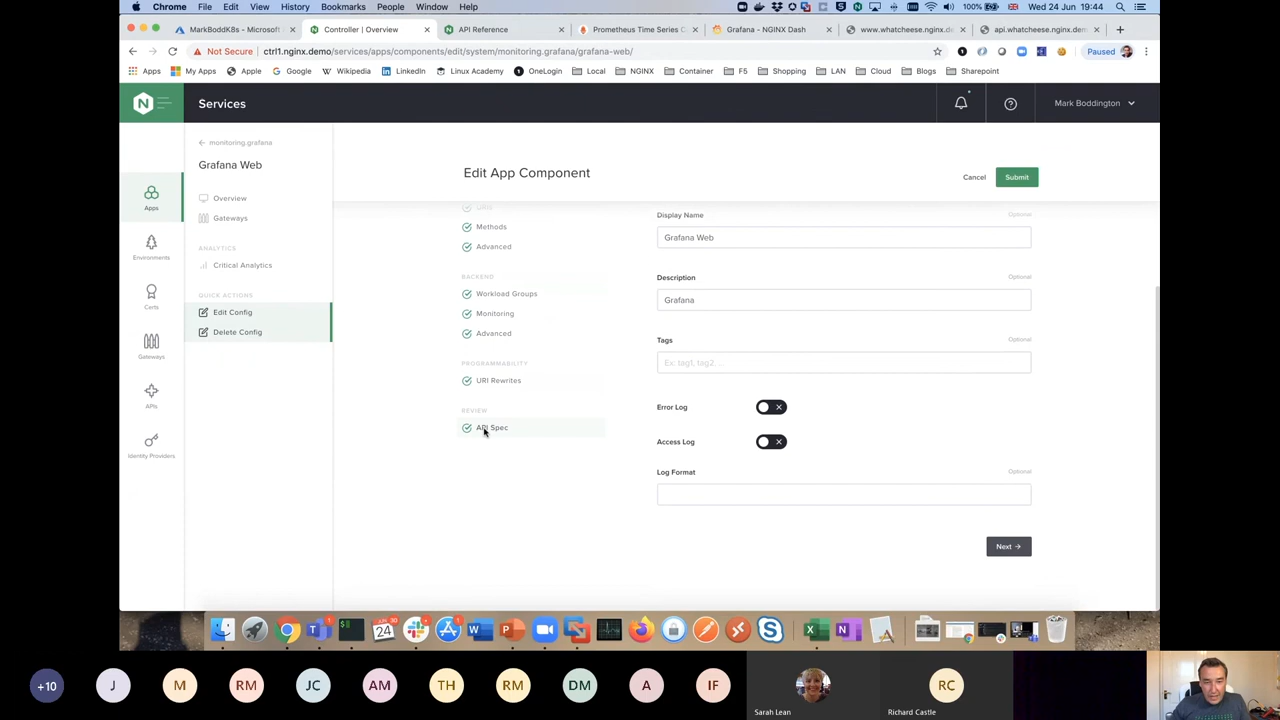 Chrome File Edit View History Bookmarks People Window Help 100% Wed 24 Jun 19:44
MarkBoddK8s - Microsoft Az
Controller | Overview
API Reference
Prometheus Time Series C
Grafana - NGINX Dash
www.whatcheese.nginx.d
api.whatcheese.nginx.dem
Not Secure ctrl1.nginx.demo/services/apps/components/edit/system/monitoring.grafana/grafana-web/ Paused
Apps My Apps Apple Google Wikipedia LinkedIn Linux Academy OneLogin Local NGINX Container F5 Shopping LAN Cloud Blogs Sharepoint
N Services Mark Boddington
monitoring.grafana
Grafana Web
Overview
Gateways
ANALYTICS
Critical Analytics
QUICK ACTIONS
Edit Config
Delete Config
Apps
Environments
Certs
Gateways
APIs
Identity Providers
Edit App Component
Cancel Submit
URIs
Methods
Advanced
BACKEND
Workload Groups
Monitoring
Advanced
PROGRAMMABILITY
URI Rewrites
REVIEW
API Spec
Display Name Optional
Grafana Web
Description Optional
Grafana
Tags Optional
Ex: tag1, tag2 ...
Error Log
Access Log
Log Format Optional
Next →
+10 J M RM JC AM TH RM DM A IF RC
Sarah Lean
Richard Castle